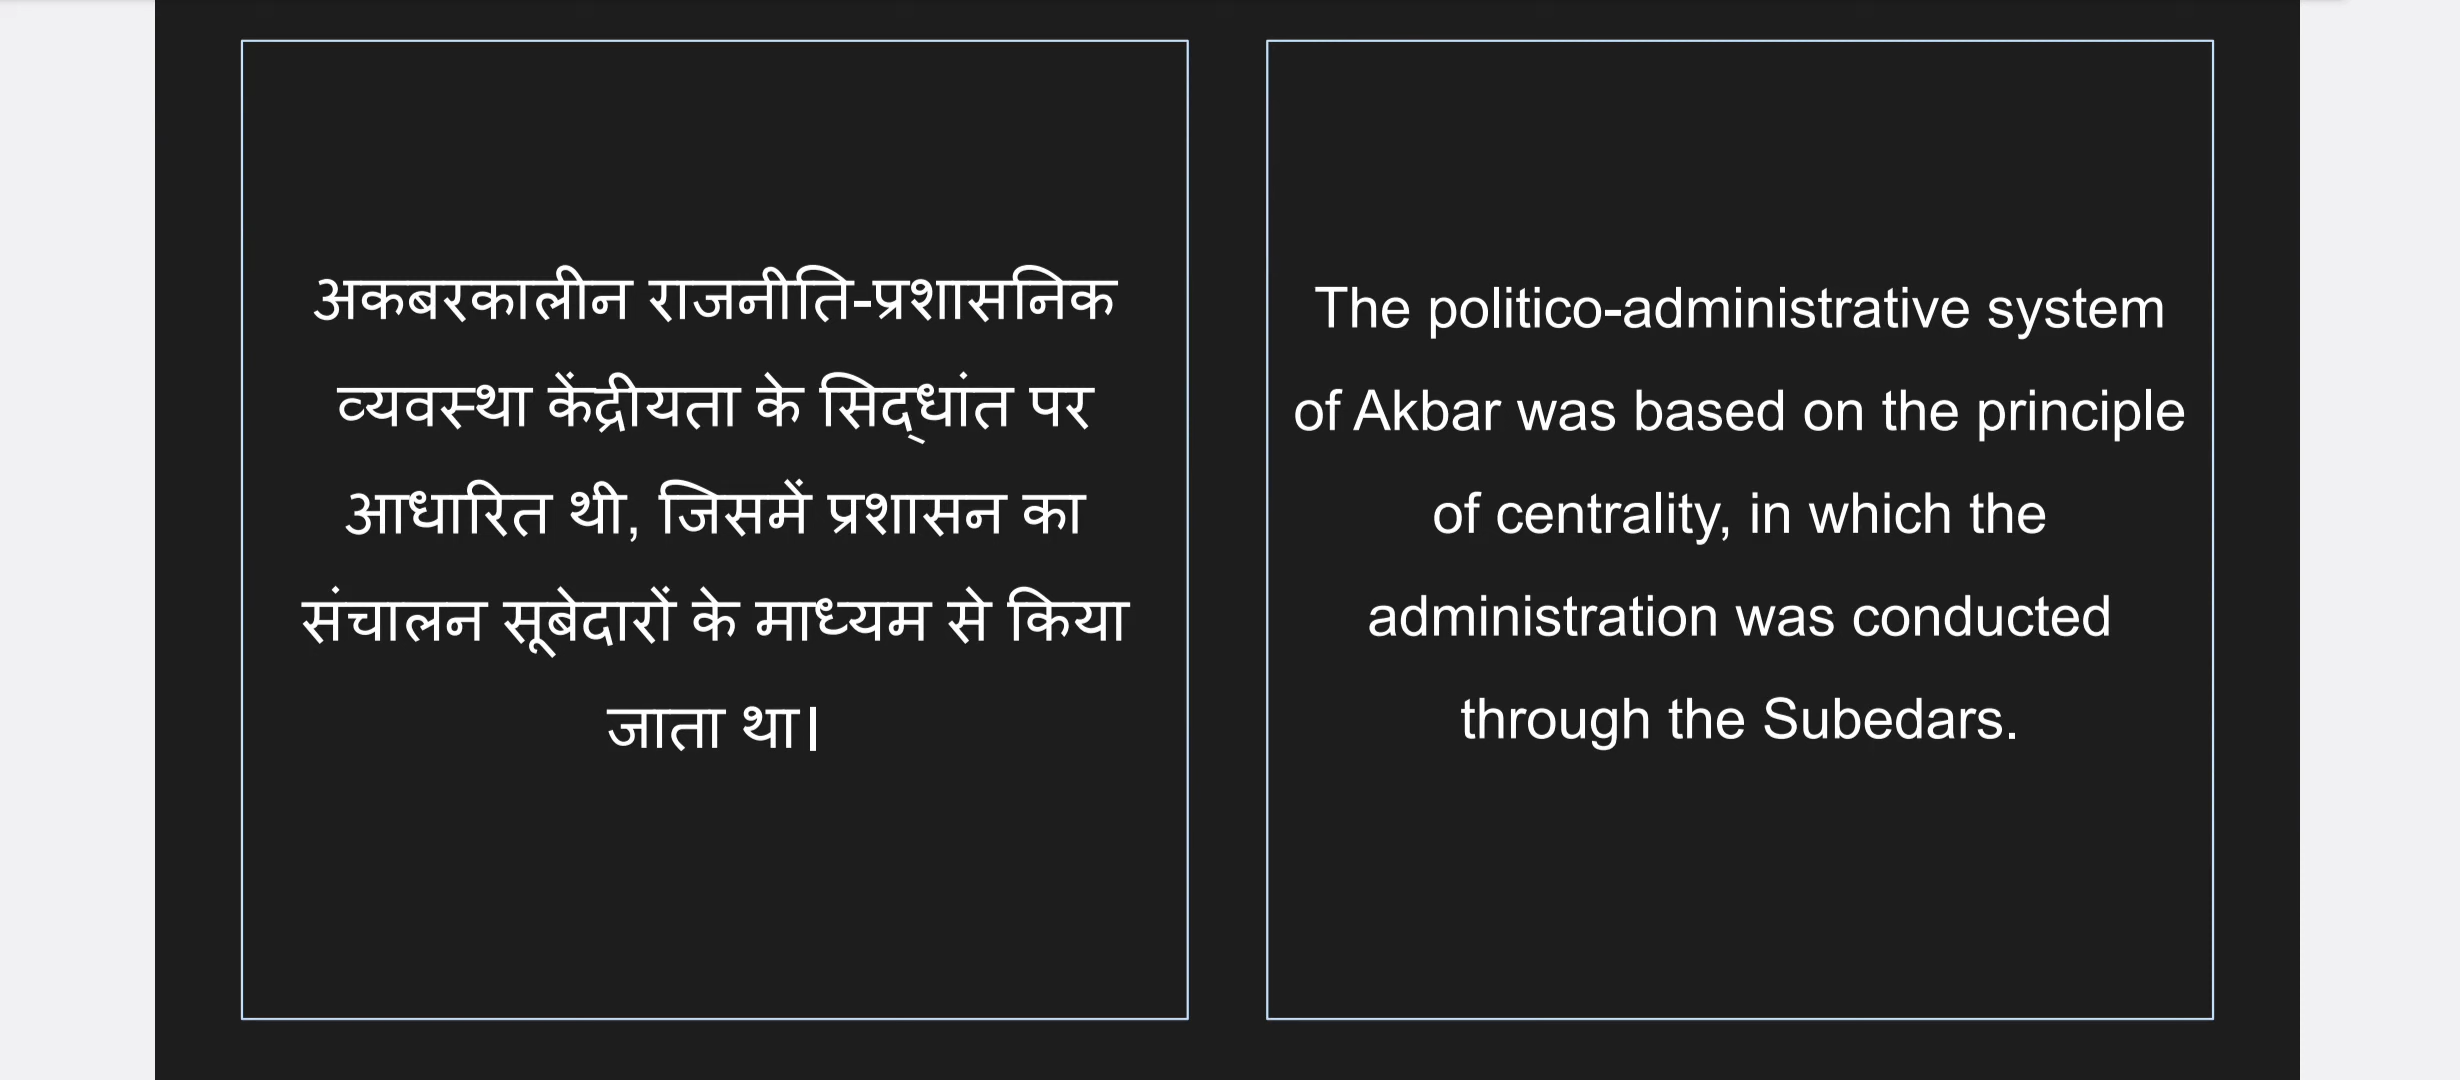 अकबरकालीन राजनीति-प्रशासनिक
व्यवस्था केंद्रीयता के सिद्‌धांत पर
आधारित थी, जिसमें प्रशासन का
संचालन सूबेदारों के माध्यम से किया
जाता था।
The politico-administrative system
of Akbar was based on the principle
of centrality, in which the
administration was conducted
through the Subedars.